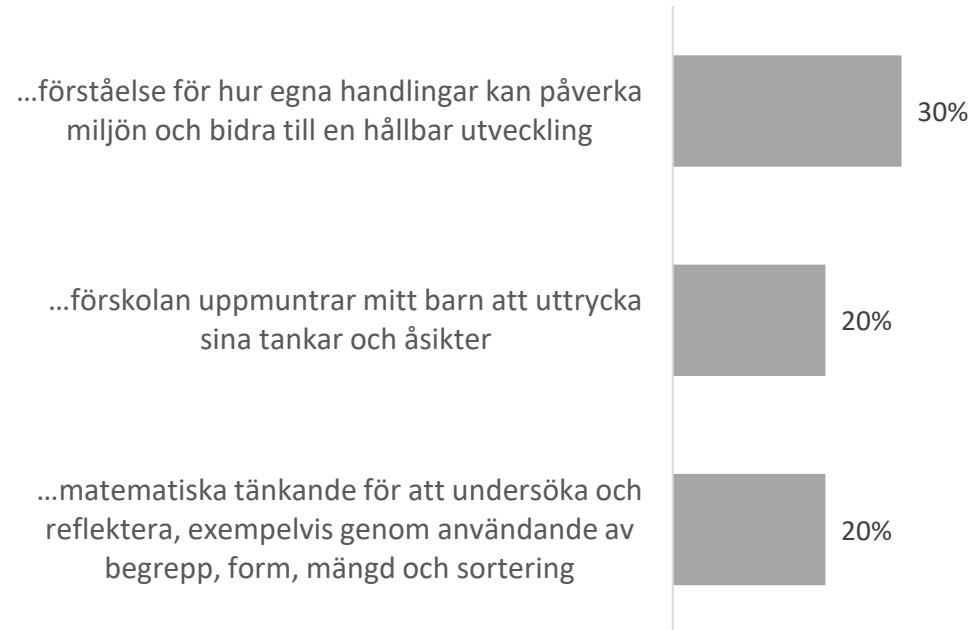 ...förståelse för hur egna handlingar kan påverka
miljön och bidra till en hållbar utveckling
30%
...förskolan uppmuntrar mitt barn att uttrycka
sina tankar och åsikter
20%
...matematiska tänkande för att undersöka och
reflektera, exempelvis genom användande av
begrepp, form, mängd och sortering
20%